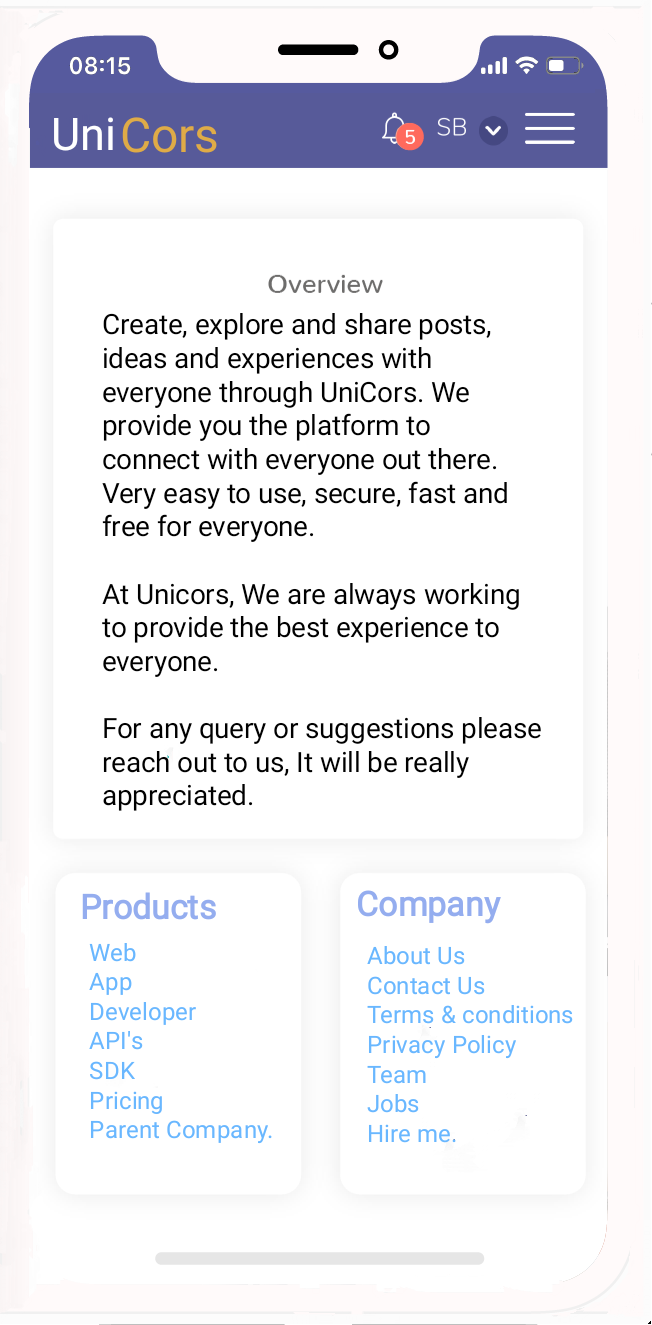 08:15
UniCors
5
SB
Overview
Create, explore and share posts,
ideas and experiences with
everyone through UniCors. We
provide you the platform to
connect with everyone out there.
Very easy to use, secure, fast and
free for everyone.
At Unicors, We are always working
to provide the best experience to
everyone.
For any query or suggestions please
reach out to us, It will be really
appreciated.
Products
Web
App
Developer
API's
SDK
Pricing
Parent Company.
Company
About Us
Contact Us
Terms & conditions
Privacy Policy
Team
Jobs
Hire me.